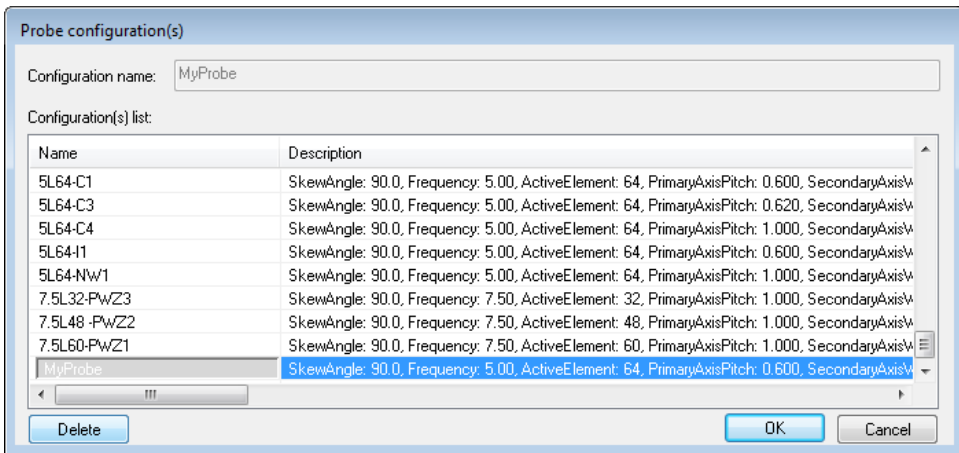 Probe configuration(s)
Configuration name: MyProbe
Configuration(s) list:
Name Description
5L64-C1 SkewAngle: 90.0, Frequency: 5.00, ActiveElement: 64, PrimaryAxisPitch: 0.600, SecondaryAxisW
5L64-C3 SkewAngle: 90.0, Frequency: 5.00, ActiveElement: 64, PrimaryAxisPitch: 0.620, SecondaryAxisW
5L64-C4 SkewAngle: 90.0, Frequency: 5.00, ActiveElement: 64, PrimaryAxisPitch: 1.000, SecondaryAxisW
5L64-I1 SkewAngle: 90.0, Frequency: 5.00, ActiveElement: 64, PrimaryAxisPitch: 0.600, SecondaryAxisW
5L64-NW1 SkewAngle: 90.0, Frequency: 5.00, ActiveElement: 64, PrimaryAxisPitch: 1.000, SecondaryAxisW
7.5L32-PWZ3 SkewAngle: 90.0, Frequency: 7.50, ActiveElement: 32, PrimaryAxisPitch: 1.000, SecondaryAxisW
7.5L48 -PWZ2 SkewAngle: 90.0, Frequency: 7.50, ActiveElement: 48, PrimaryAxisPitch: 1.000, SecondaryAxisW
7.5L60-PWZ1 SkewAngle: 90.0, Frequency: 7.50, ActiveElement: 60, PrimaryAxisPitch: 1.000, SecondaryAxisW
MyProbe SkewAngle: 90.0, Frequency: 5.00, ActiveElement: 64, PrimaryAxisPitch: 0.600, SecondaryAxisW
Delete OK Cancel